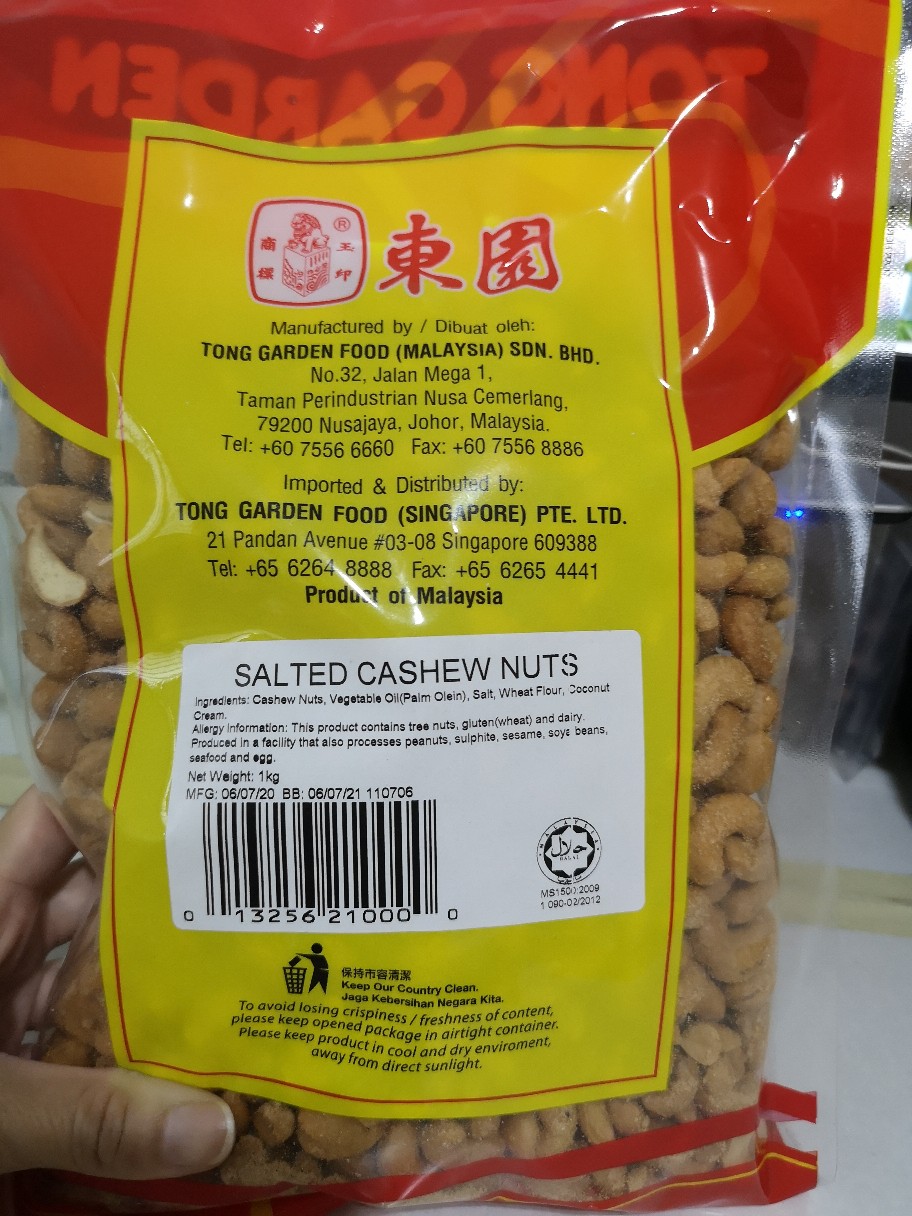 TONG GARDEN
商標 玉印 ®
東園
Manufactured by / Dibuat oleh:
TONG GARDEN FOOD (MALAYSIA) SDN. BHD.
No.32, Jalan Mega 1,
Taman Perindustrian Nusa Cemerlang,
79200 Nusajaya, Johor, Malaysia.
Tel: +60 7556 6660 Fax: +60 7556 8886
Imported & Distributed by:
TONG GARDEN FOOD (SINGAPORE) PTE. LTD.
21 Pandan Avenue #03-08 Singapore 609388
Tel: +65 6264 8888 Fax: +65 6265 4441
Product of Malaysia
SALTED CASHEW NUTS
Ingredients: Cashew Nuts, Vegetable Oil(Palm Olein), Salt, Wheat Flour, Coconut
Cream.
Allergy Information: This product contains tree nuts, gluten(wheat) and dairy.
Produced in a facility that also processes peanuts, sulphite, sesame, soya beans,
seafood and egg.
Net Weight: 1kg
MFG: 06/07/20 BB: 06/07/21 110706
0 13256 21000 0
MALAYSIA
حلال
HALAL
MS1500:2009
1 090-02/2012
保持市容清潔
Keep Our Country Clean.
Jaga Kebersihan Negara Kita.
To avoid losing crispiness / freshness of content,
please keep opened package in airtight container.
Please keep product in cool and dry enviroment,
away from direct sunlight.